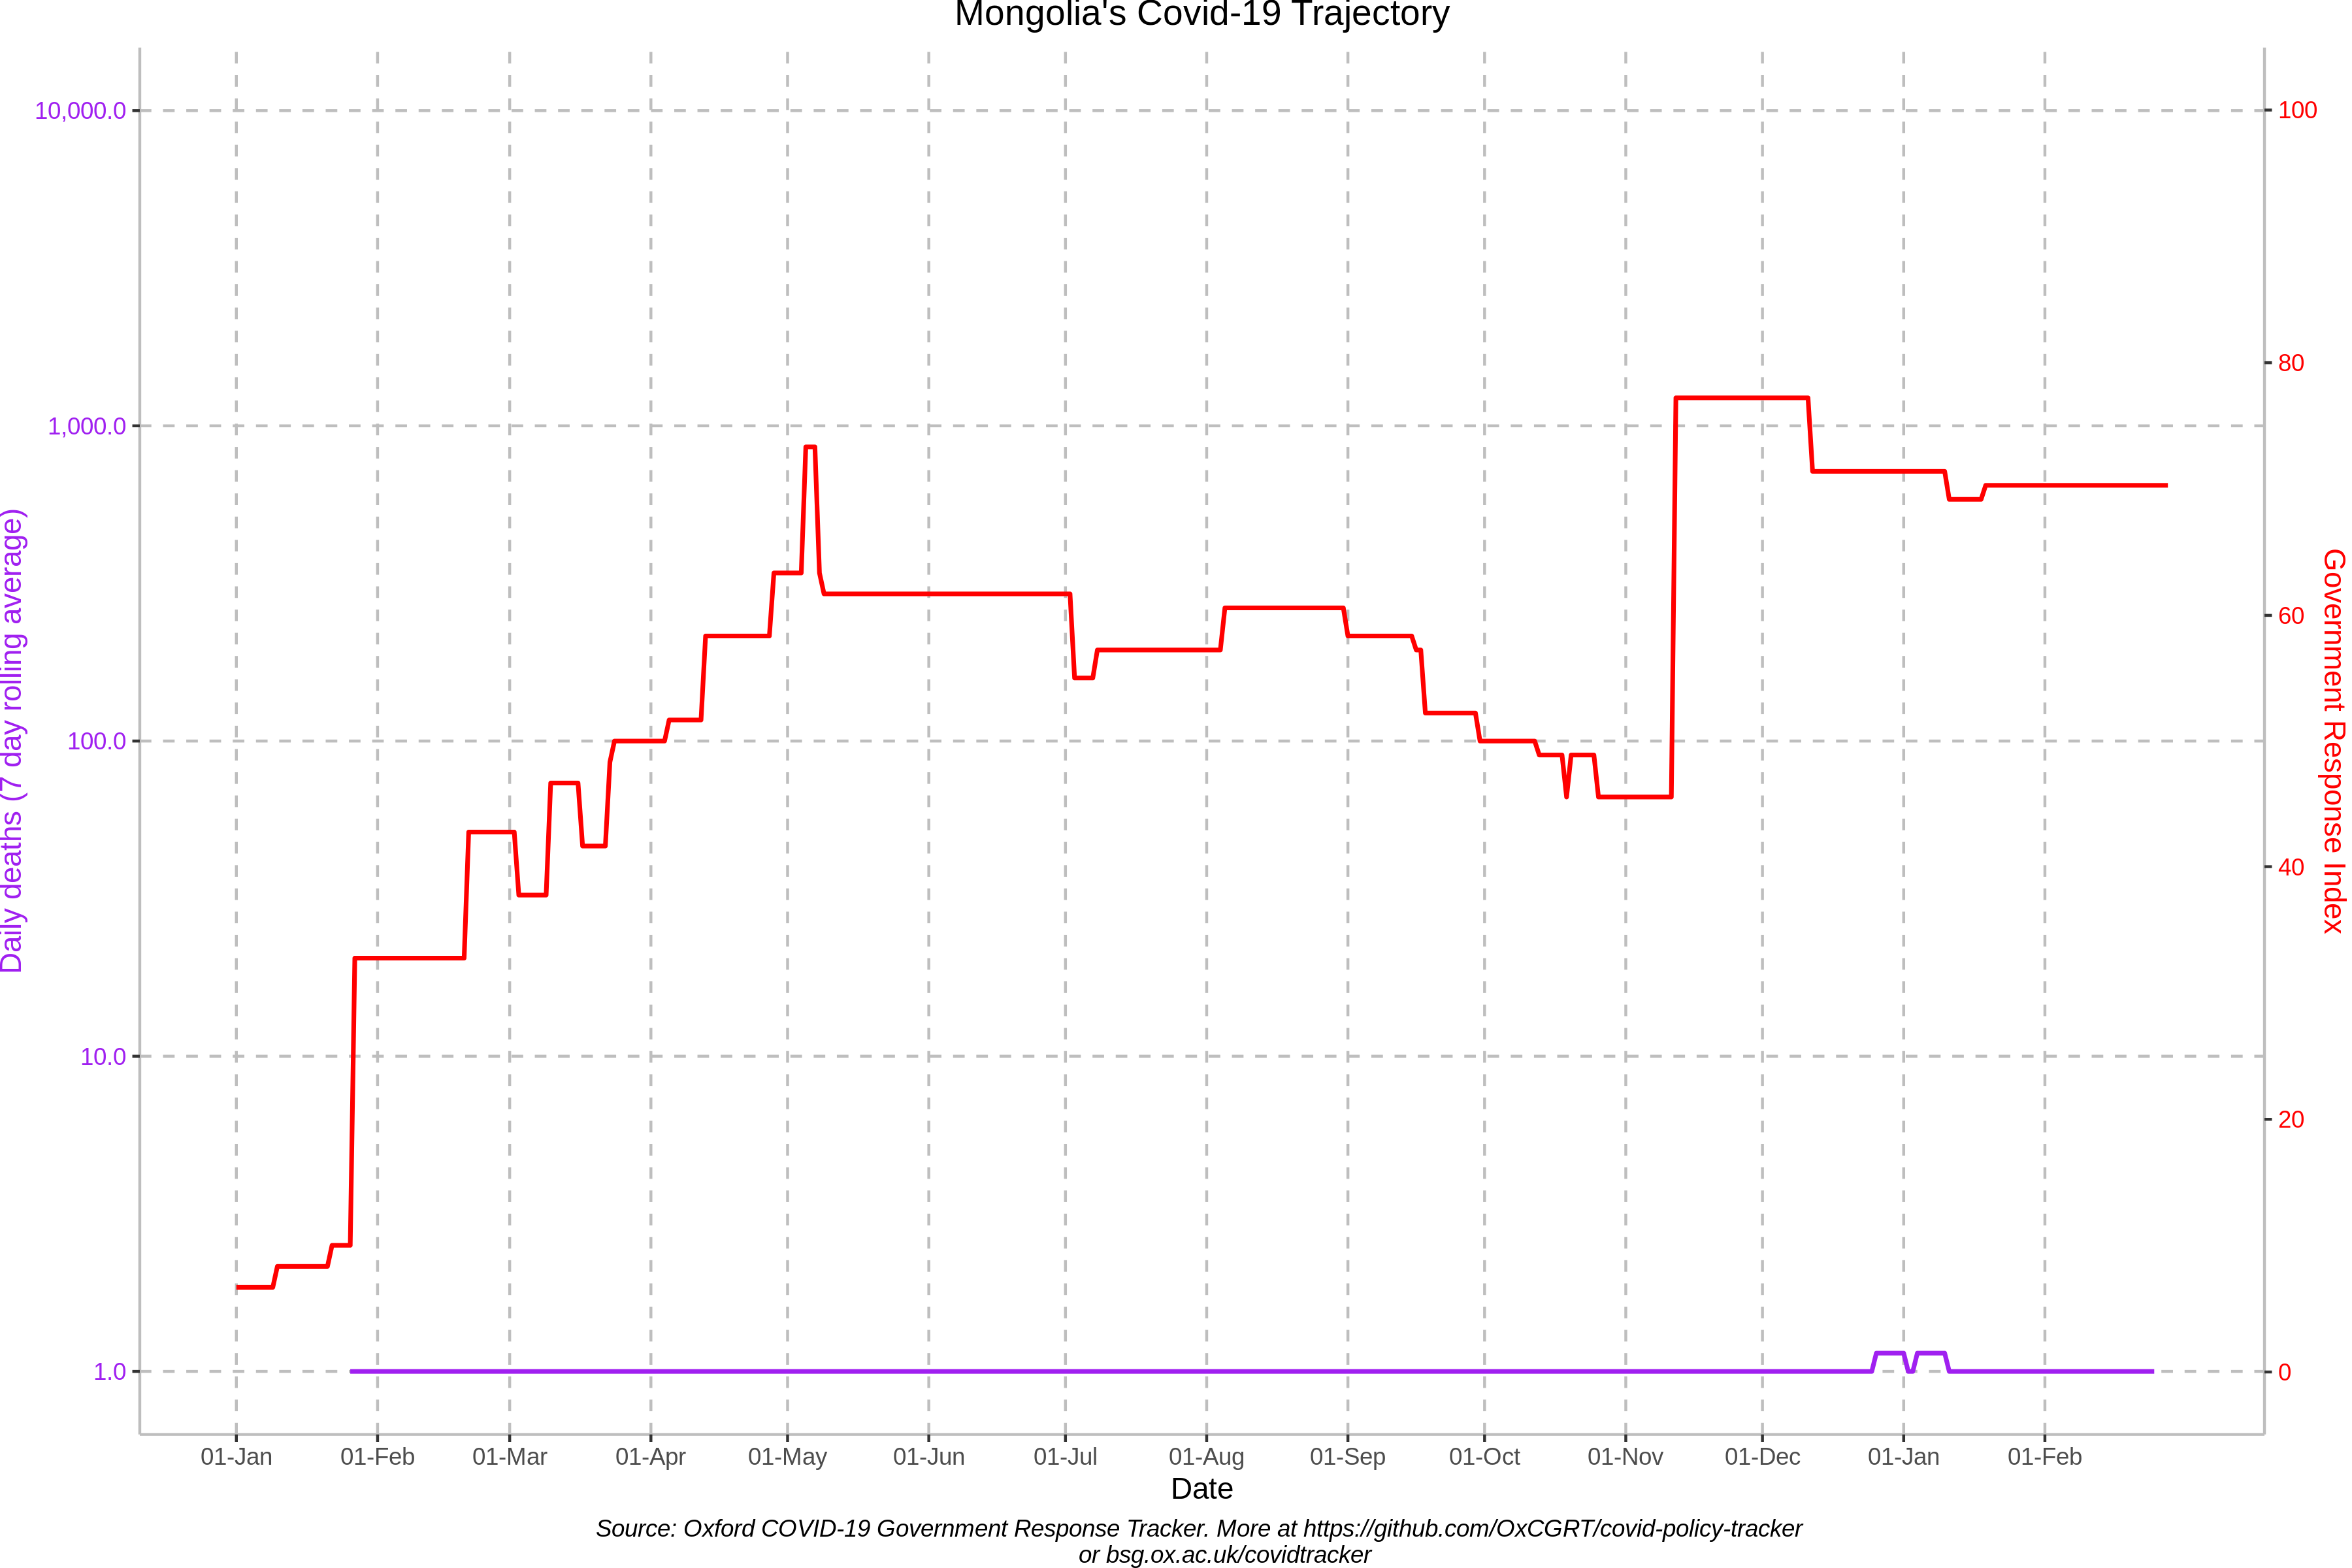 Mongolia's Covid-19 Trajectory
Daily deaths (7 day rolling average)
10,000.0
1,000.0
100.0
10.0
1.0
100
80
60
40
20
0
Government Response Index
01-Jan 01-Feb 01-Mar 01-Apr 01-May 01-Jun 01-Jul 01-Aug 01-Sep 01-Oct 01-Nov 01-Dec 01-Jan 01-Feb
Date
Source: Oxford COVID-19 Government Response Tracker. More at https://github.com/OxCGRT/covid-policy-tracker
or bsg.ox.ac.uk/covidtracker